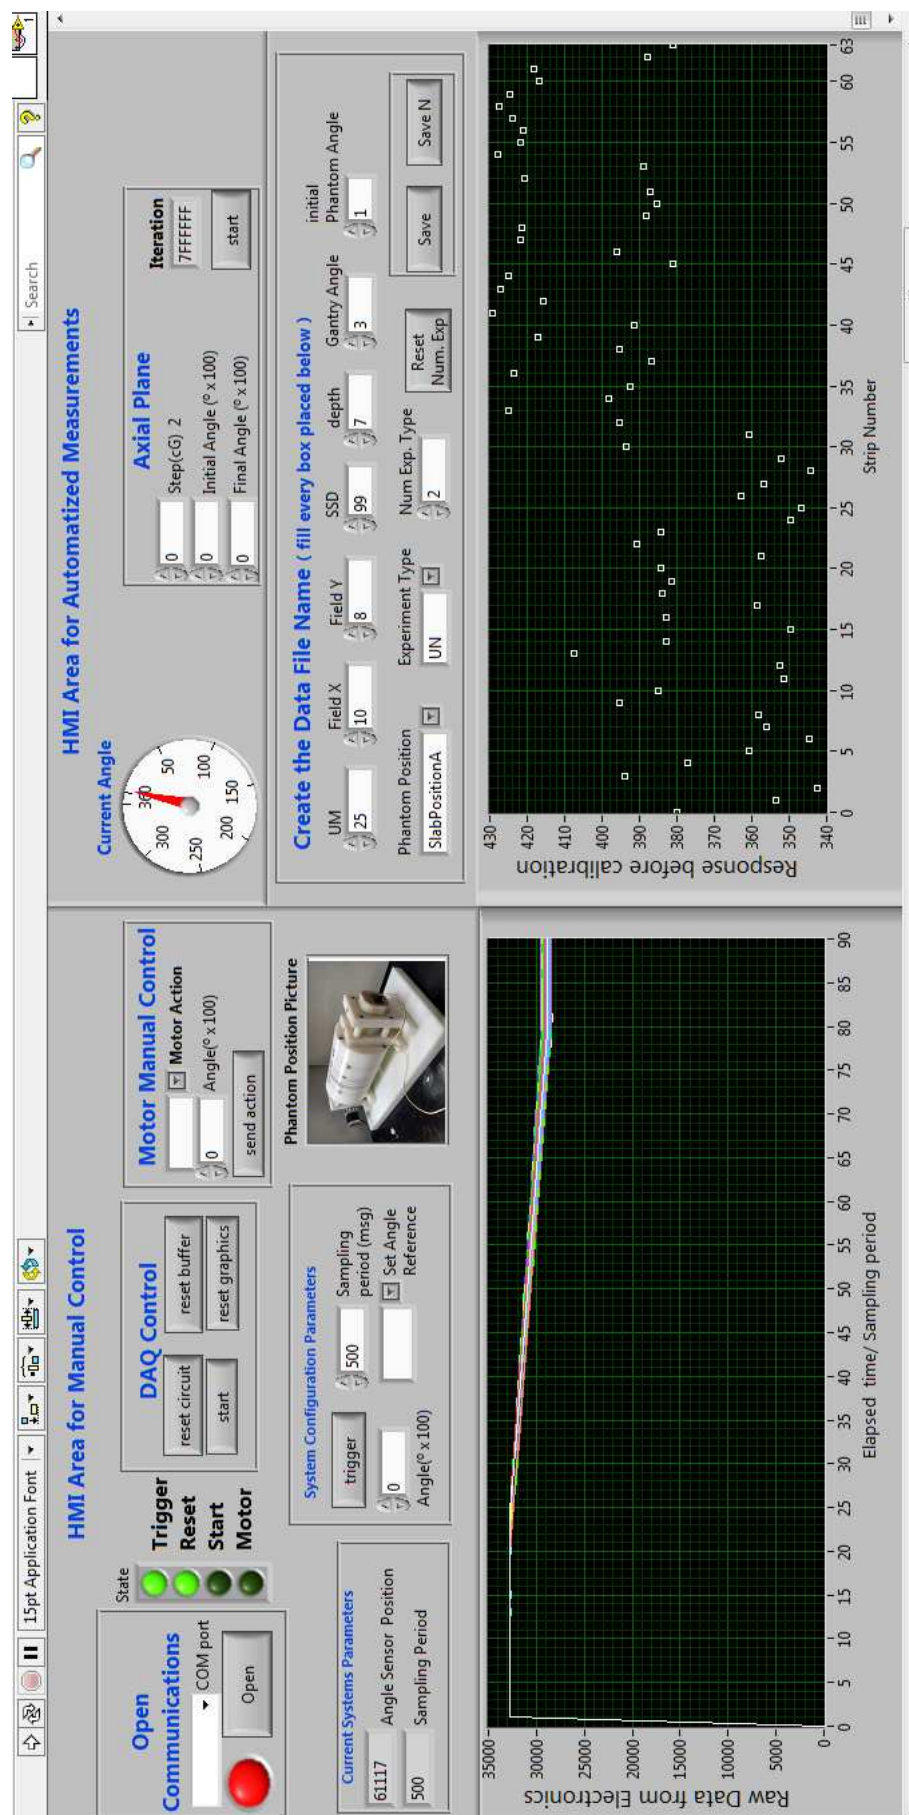 15pt Application Font
Search
HMI Area for Manual Control
Open
Communications
COM port
Open
State
Trigger
Reset
Start
Motor
DAQ Control
reset circuit
reset buffer
start
reset graphics
Motor Manual Control
Motor Action
0
Angle(º x100)
send action
Current Systems Parameters
61117
Angle Sensor Position
500
Sampling Period
System Configuration Parameters
trigger
500
Sampling
period (msg)
0
Angle(º x100)
Set Angle
Reference
Phantom Position Picture
Raw Data from Electronics
35000
30000
25000
20000
15000
10000
5000
0
0 5 10 15 20 25 30 35 40 45 50 55 60 65 70 75 80 85 90
Elapsed time/ Sampling period
HMI Area for Automatized Measurements
Current Angle
360
50
100
150
200
250
300
Axial Plane
0
Step(cG) 2
0
Initial Angle (º x100)
0
Final Angle (º x100)
Iteration
7FFFFFF
start
Create the Data File Name ( fill every box placed below )
UM
25
Field X
10
Field Y
8
SSD
99
depth
7
Gantry Angle
3
initial
Phantom Angle
1
Phantom Position
SlabPositionA
Experiment Type
UN
Num Exp. Type
2
Reset
Num. Exp
Save
Save N
Response before calibration
430
420
410
400
390
380
370
360
350
340
0 5 10 15 20 25 30 35 40 45 50 55 60 63
Strip Number
1